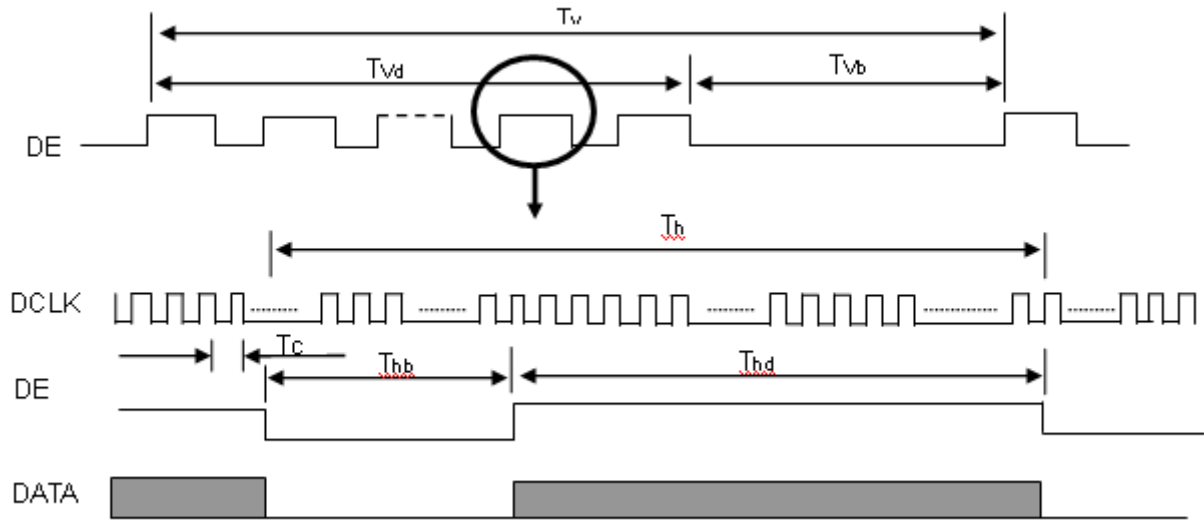 Tv
Tvd
Tvb
DE
Th
DCLK
Tc
Thb
Thd
DE
DATA